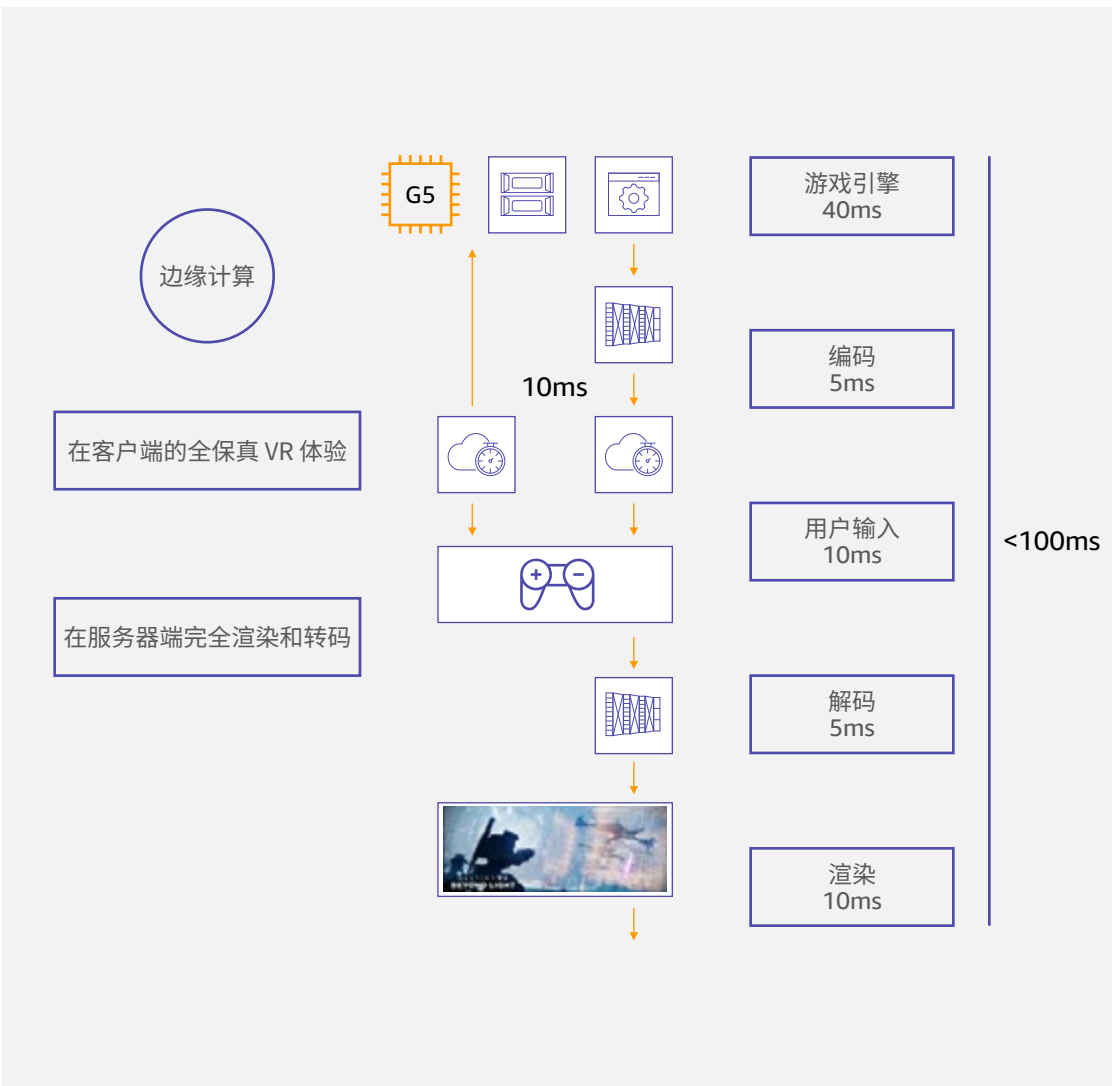 G5
游戏引擎
40ms
边缘计算
编码
5ms
10ms
在客户端的全保真 VR 体验
用户输入
10ms
<100ms
在服务器端完全渲染和转码
解码
5ms
BEYOND LIGHT
渲染
10ms